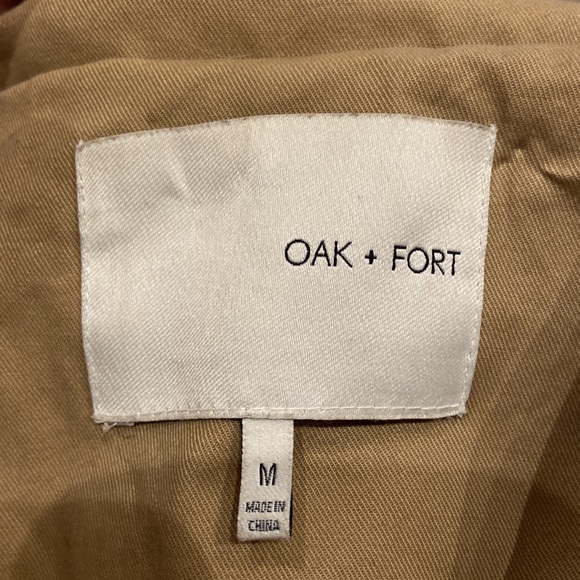 OAK + FORT
M
MADE IN
CHINA